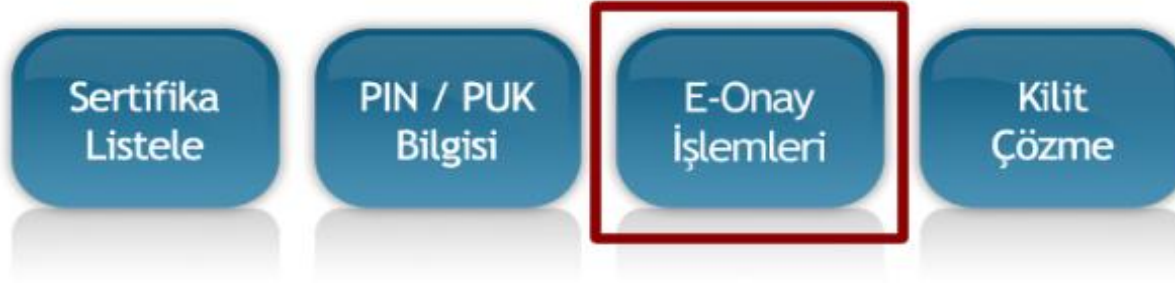 Sertifika
Listele
PIN / PUK
Bilgisi
E-Onay
İşlemleri
Kilit
Çözme